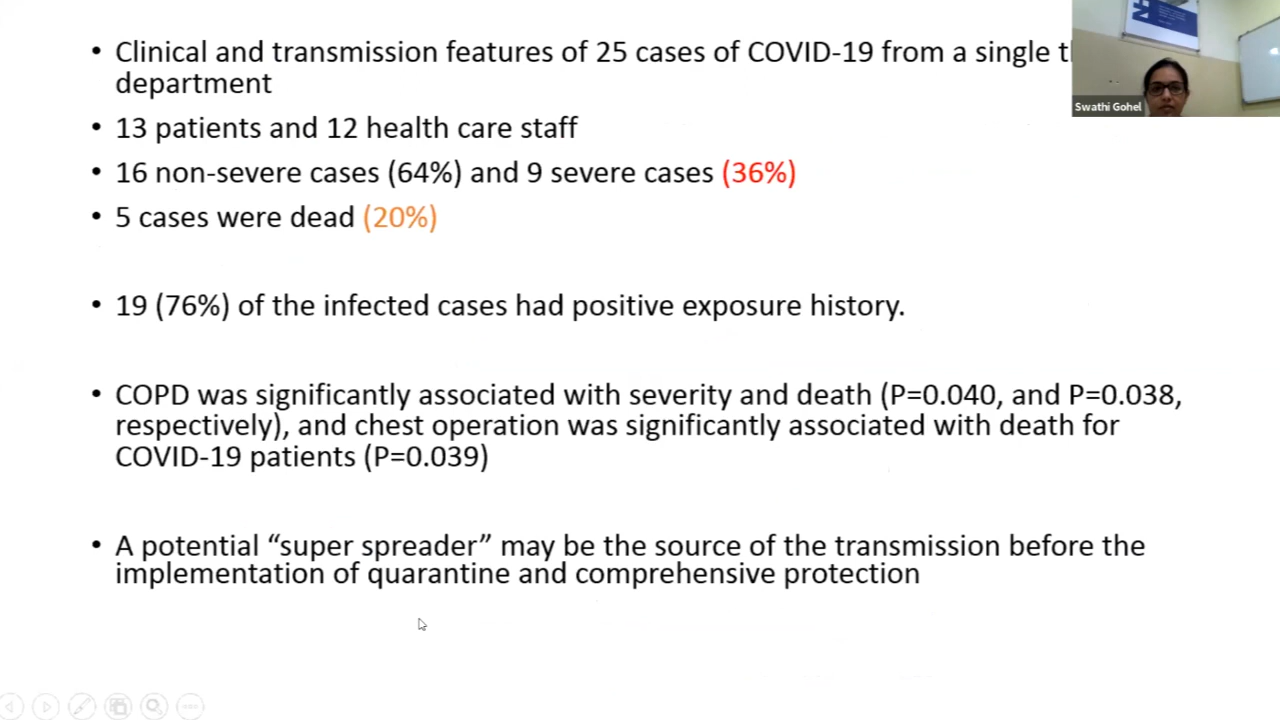 • Clinical and transmission features of 25 cases of COVID-19 from a single
department
• 13 patients and 12 health care staff
• 16 non-severe cases (64%) and 9 severe cases (36%)
• 5 cases were dead (20%)
• 19 (76%) of the infected cases had positive exposure history.
• COPD was significantly associated with severity and death (P=0.040, and P=0.038,
respectively), and chest operation was significantly associated with death for
COVID-19 patients (P=0.039)
• A potential “super spreader” may be the source of the transmission before the
implementation of quarantine and comprehensive protection
Swathi Gohel